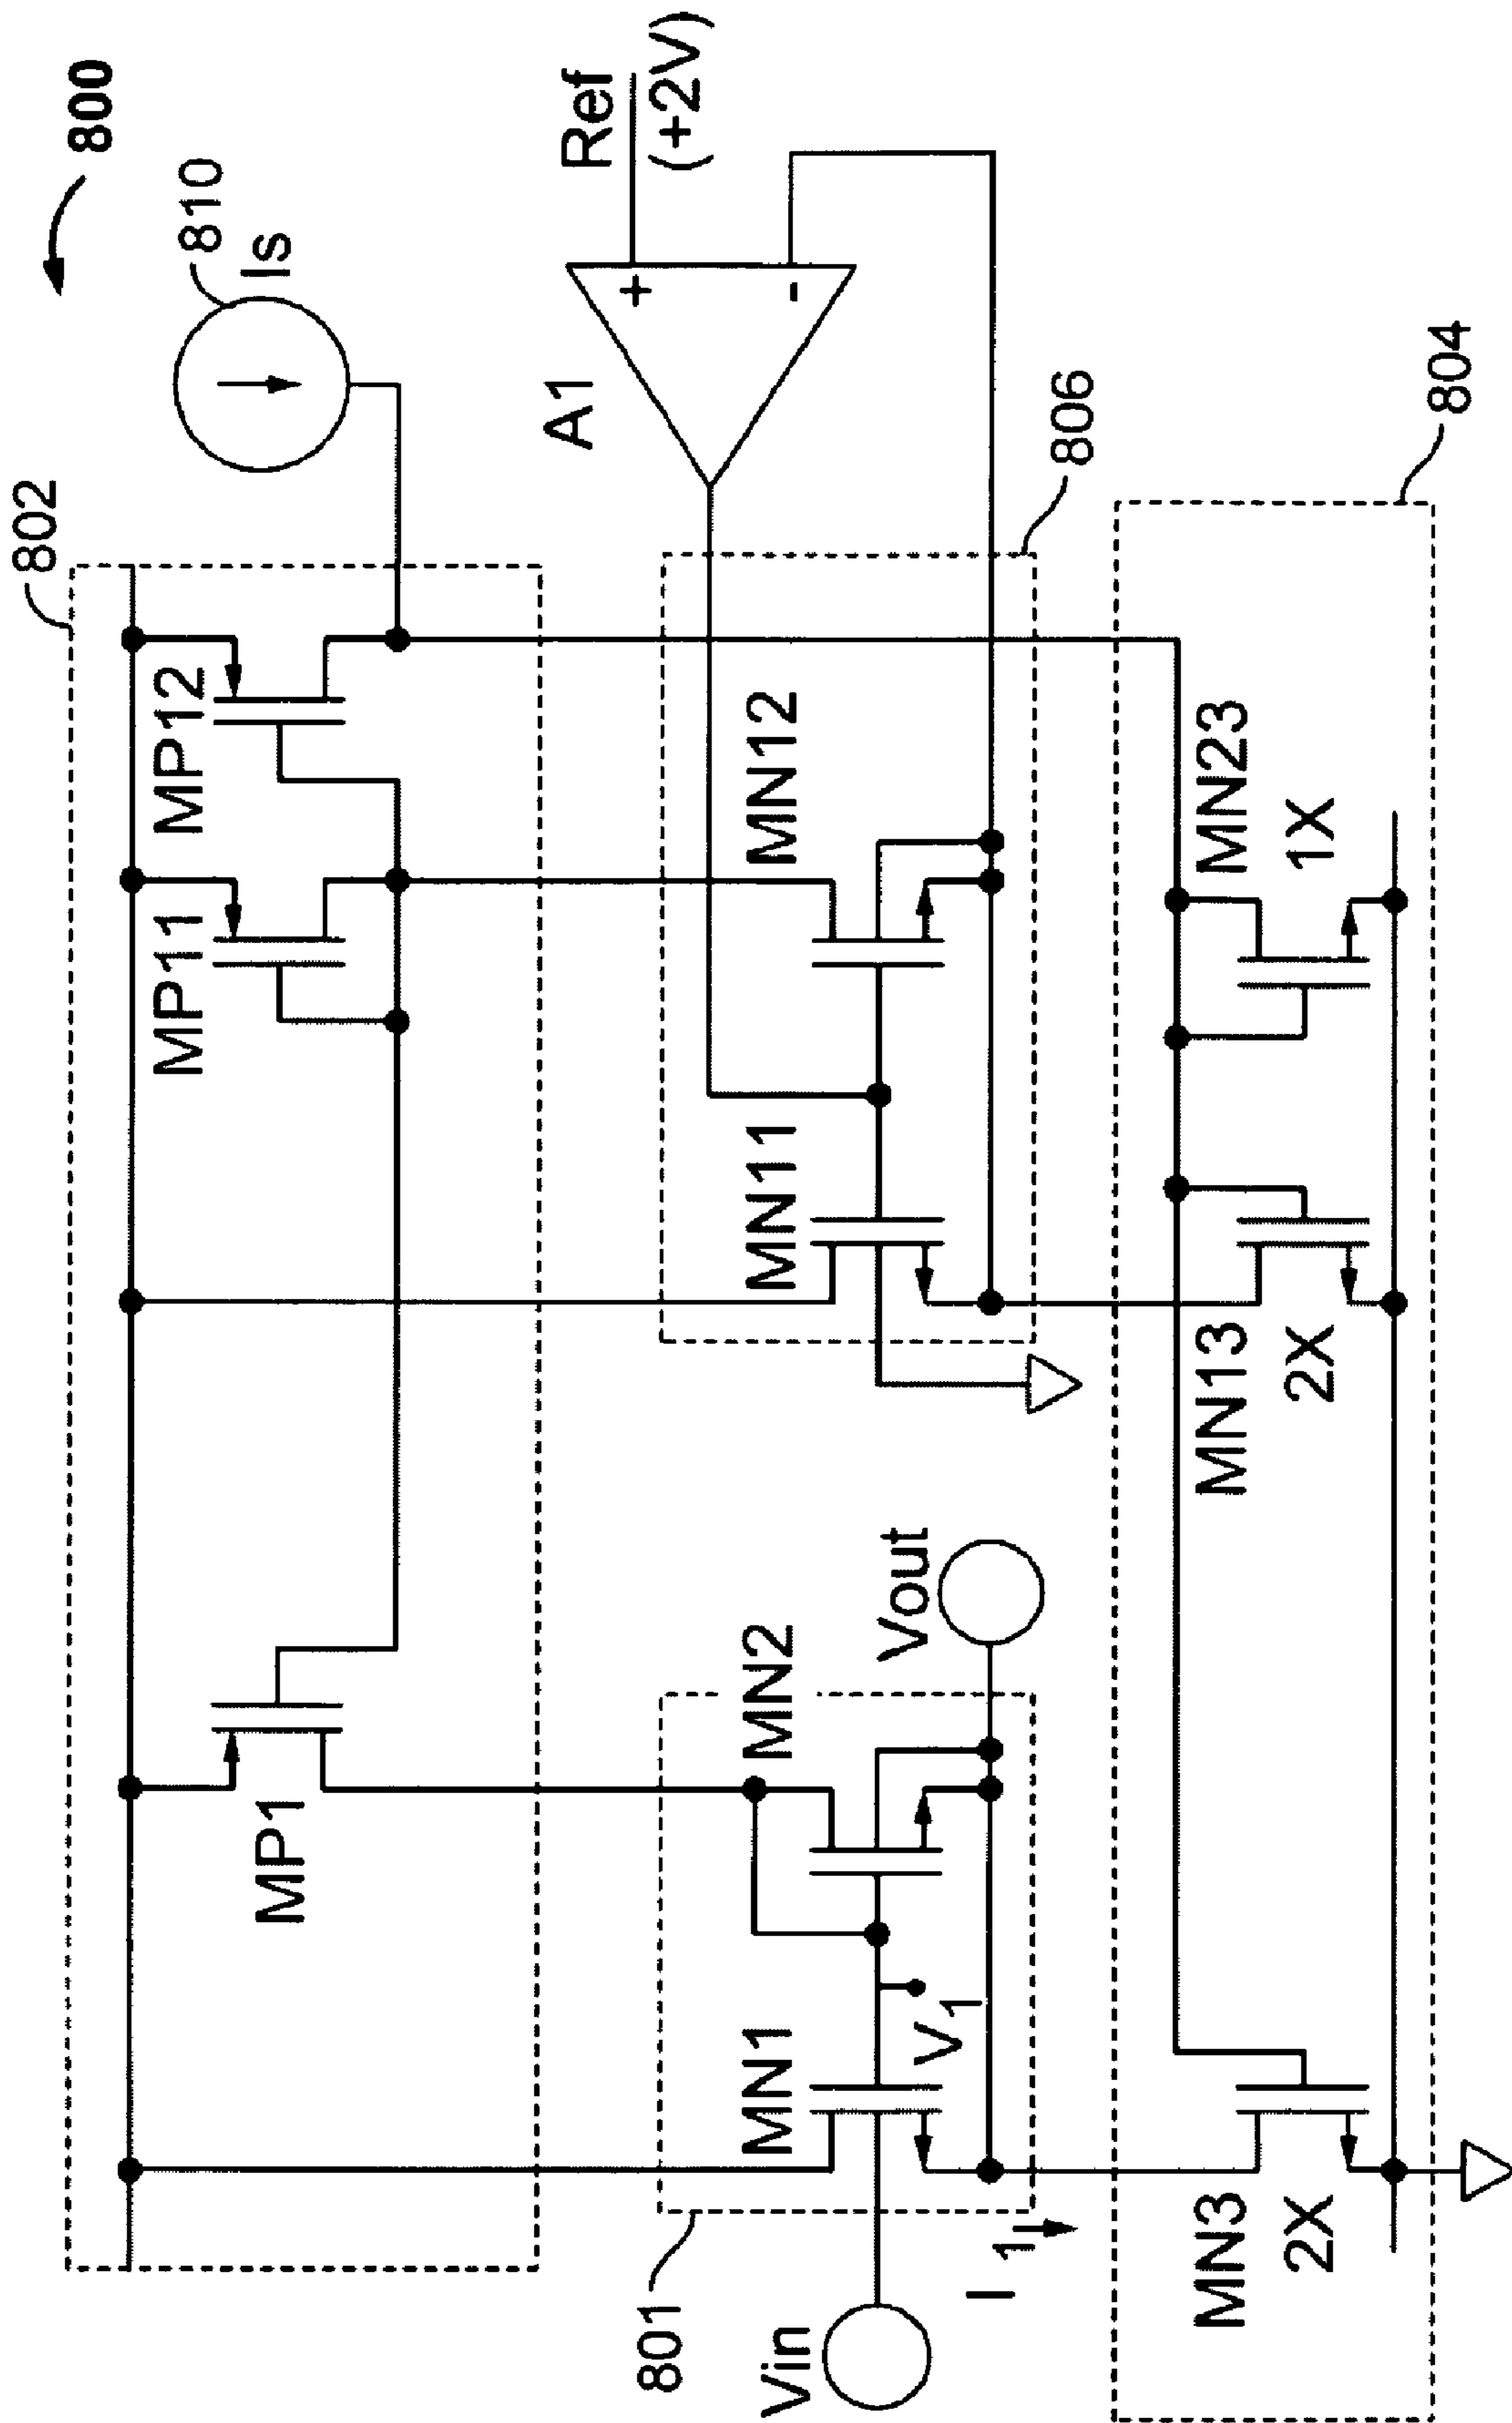 800
802
810
Is
MP12
MP11
MP1
Ref
(+2V)
+
-
A1
806
MN12
MN11
MN2
MN1
V1
Vout
Vin
801
I1
804
MN23
1X
MN13
2X
MN3
2X